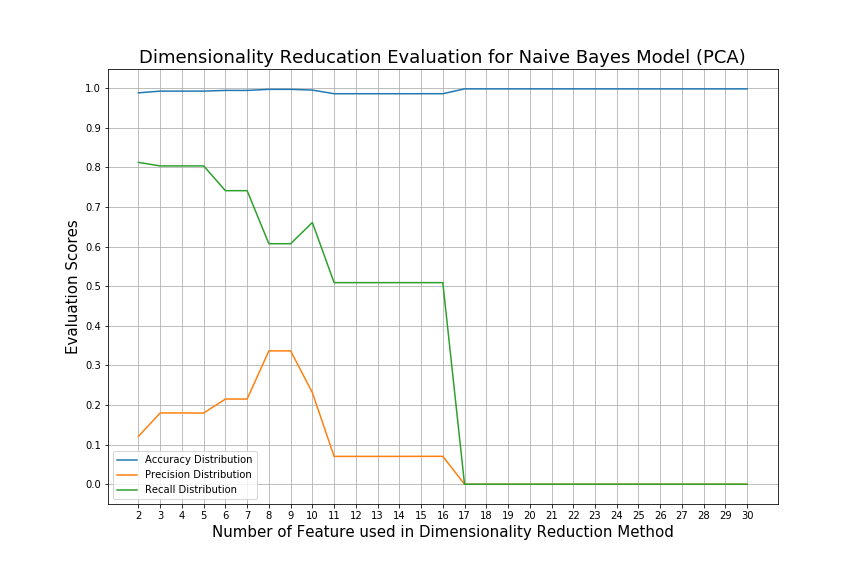 Dimensionality Reducation Evaluation for Naive Bayes Model (PCA)
Evaluation Scores
1.0
0.9
0.8
0.7
0.6
0.5
0.4
0.3
0.2
0.1
0.0
Accuracy Distribution
Precision Distribution
Recall Distribution
2 3 4 5 6 7 8 9 10 11 12 13 14 15 16 17 18 19 20 21 22 23 24 25 26 27 28 29 30
Number of Feature used in Dimensionality Reduction Method